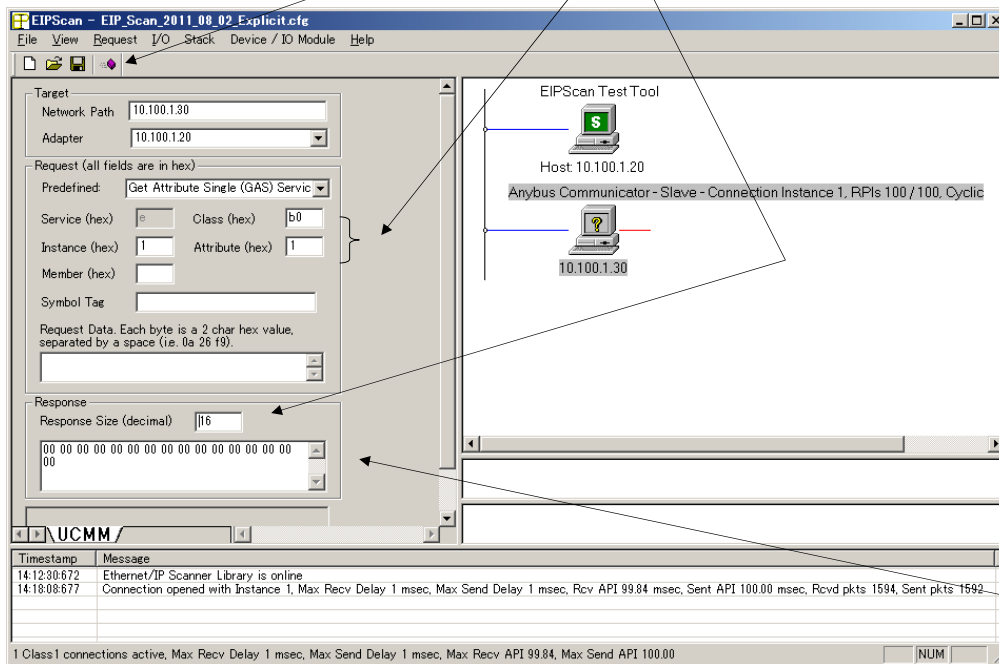 EIPScan - EIP_Scan_2011_08_02_Explicit.cfg
File View Request I/O Stack Device / IO Module Help
Target
Network Path 10.100.1.30
Adapter 10.100.1.20
Request (all fields are in hex)
Predefined: Get Attribute Single (GAS) Servic
Service (hex) e Class (hex) b0
Instance (hex) 1 Attribute (hex) 1
Member (hex)
Symbol Tag
Request Data. Each byte is a 2 char hex value,
separated by a space (i.e. 0a 26 f9).
Response
Response Size (decimal) 16
00 00 00 00 00 00 00 00 00 00 00 00 00 00 00
00
UCMM
EIPScan Test Tool
S
Host: 10.100.1.20
Anybus Communicator - Slave - Connection Instance 1, RPIs 100 / 100, Cyclic
?
10.100.1.30
Timestamp Message
14:12:30:672 Ethernet/IP Scanner Library is online
14:18:08:677 Connection opened with Instance 1, Max Recv Delay 1 msec, Max Send Delay 1 msec, Rcv API 99.84 msec, Sent API 100.00 msec, Rcvd pkts 1594, Sent pkts 1592
1 Class1 connections active, Max Recv Delay 1 msec, Max Send Delay 1 msec, Max Recv API 99.84, Max Send API 100.00
NUM